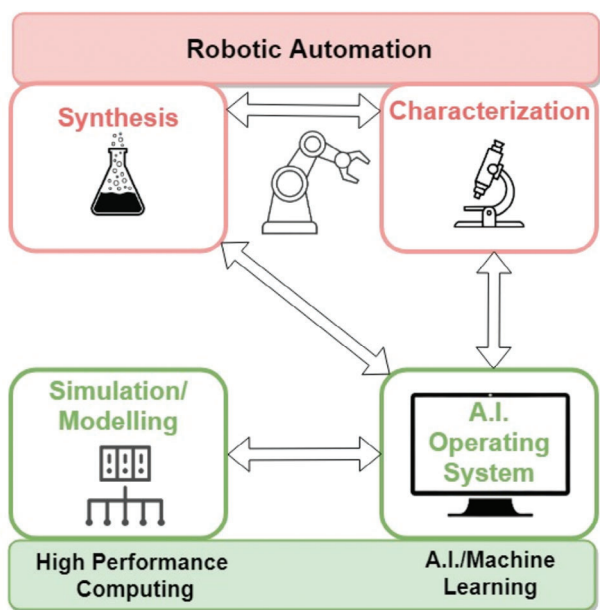 Robotic Automation
Synthesis
Characterization
Simulation/
Modelling
A.I.
Operating
System
High Performance
Computing
A.I./Machine
Learning